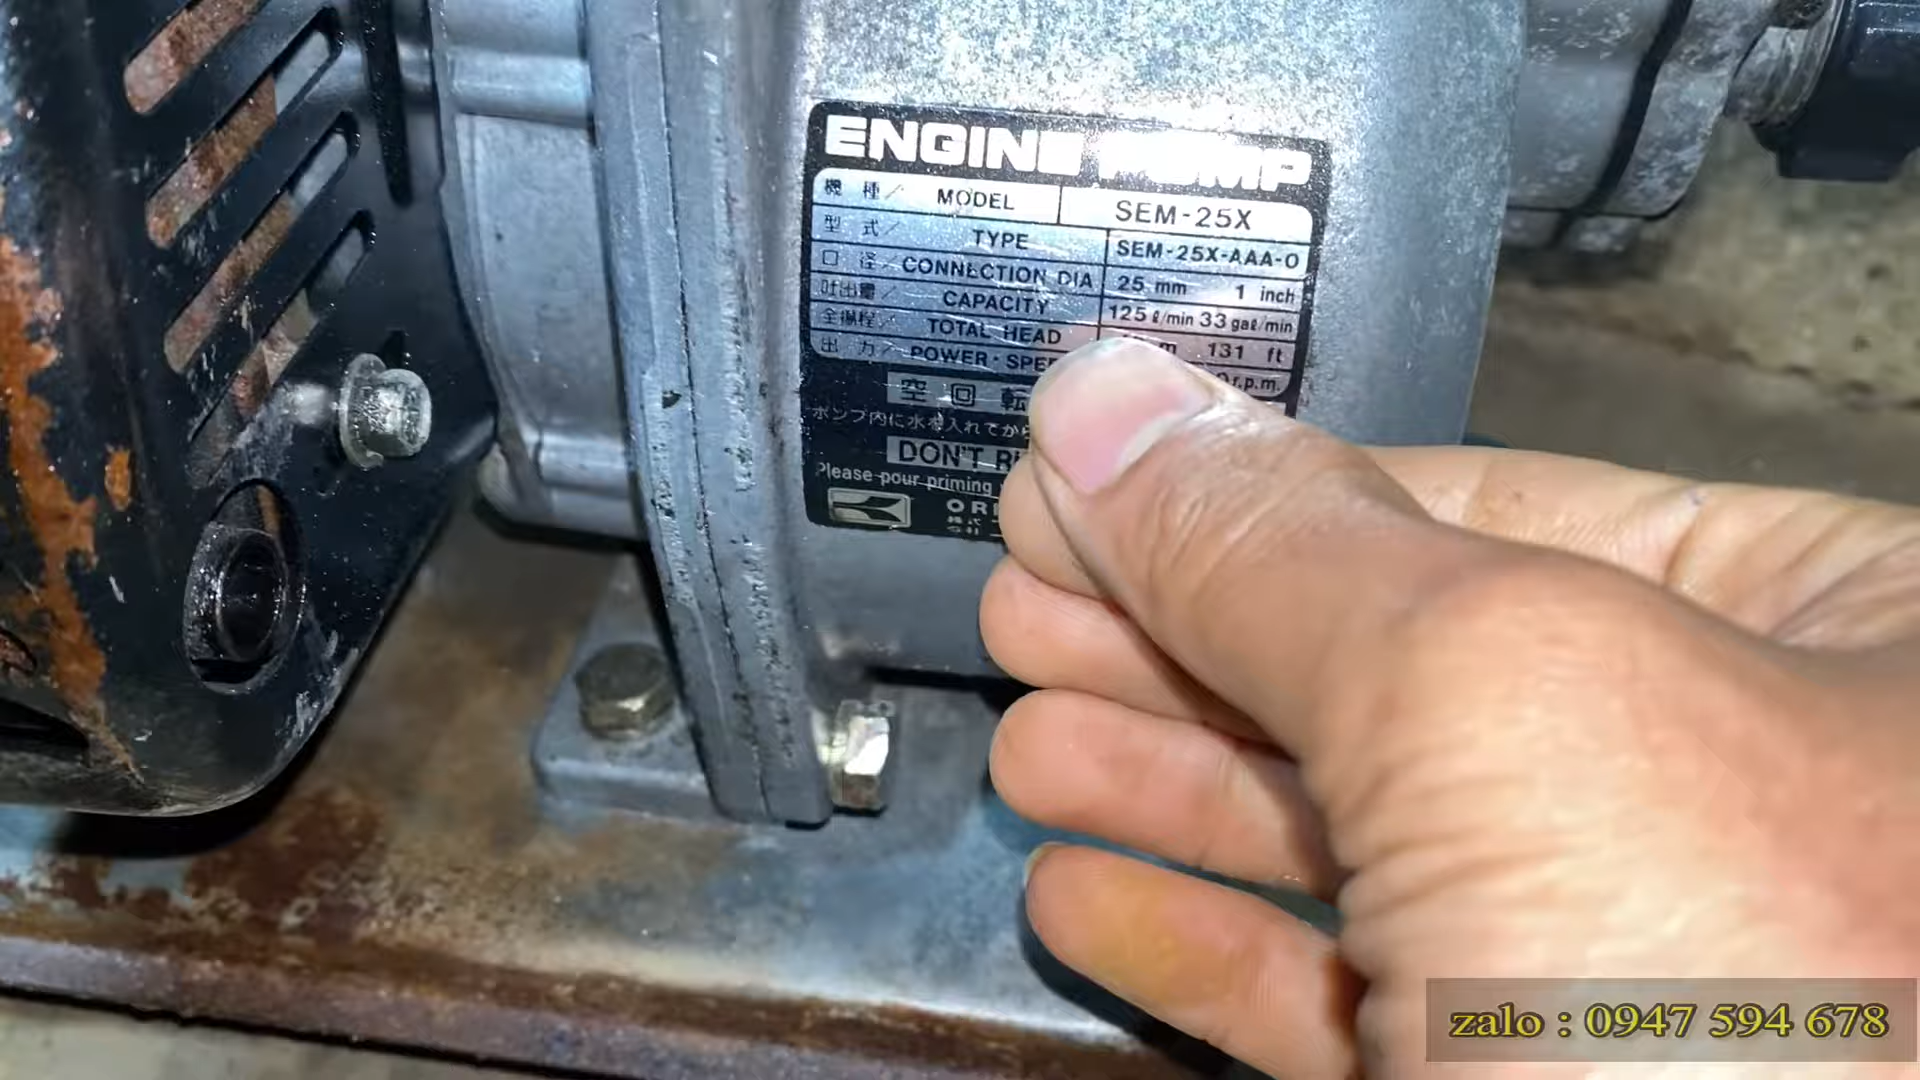 ENGINE PUMP
機 種/ MODEL SEM-25X
型 式/ TYPE SEM-25X-AAA-O
口 径/ CONNECTION DIA 25 mm 1 inch
吐出量/ CAPACITY 125 ℓ/min 33 gaℓ/min
全揚程/ TOTAL HEAD m 131 ft
出 力/ POWER・ r.p.m.
空 回 転
ポンプ内に水を入れてから
DON'T
Please pour priming
zalo : 0947 594 678